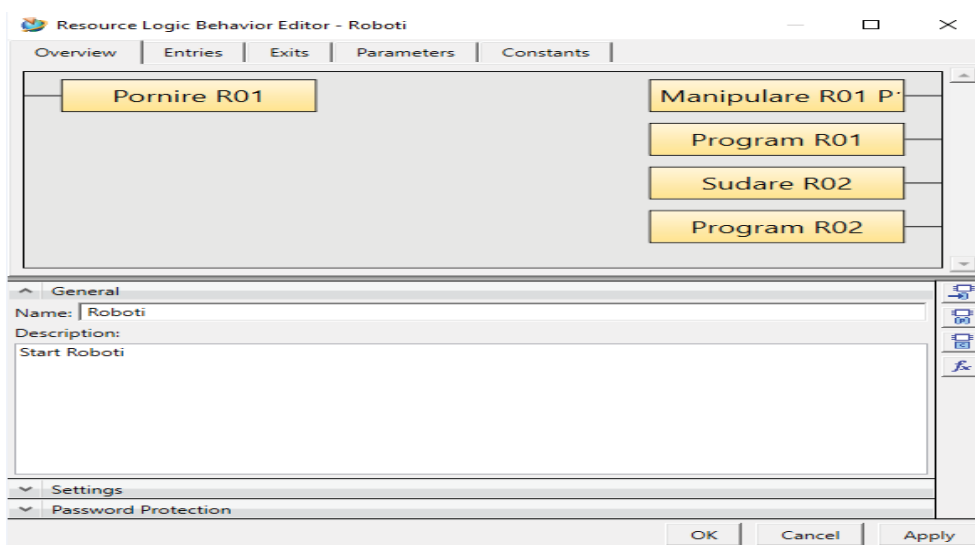 Resource Logic Behavior Editor - Roboti
Overview Entries Exits Parameters Constants
Pornire R01
Manipulare R01 P
Program R01
Sudare R02
Program R02
General
Name: Roboti
Description:
Start Roboti
Settings
Password Protection
OK Cancel Apply